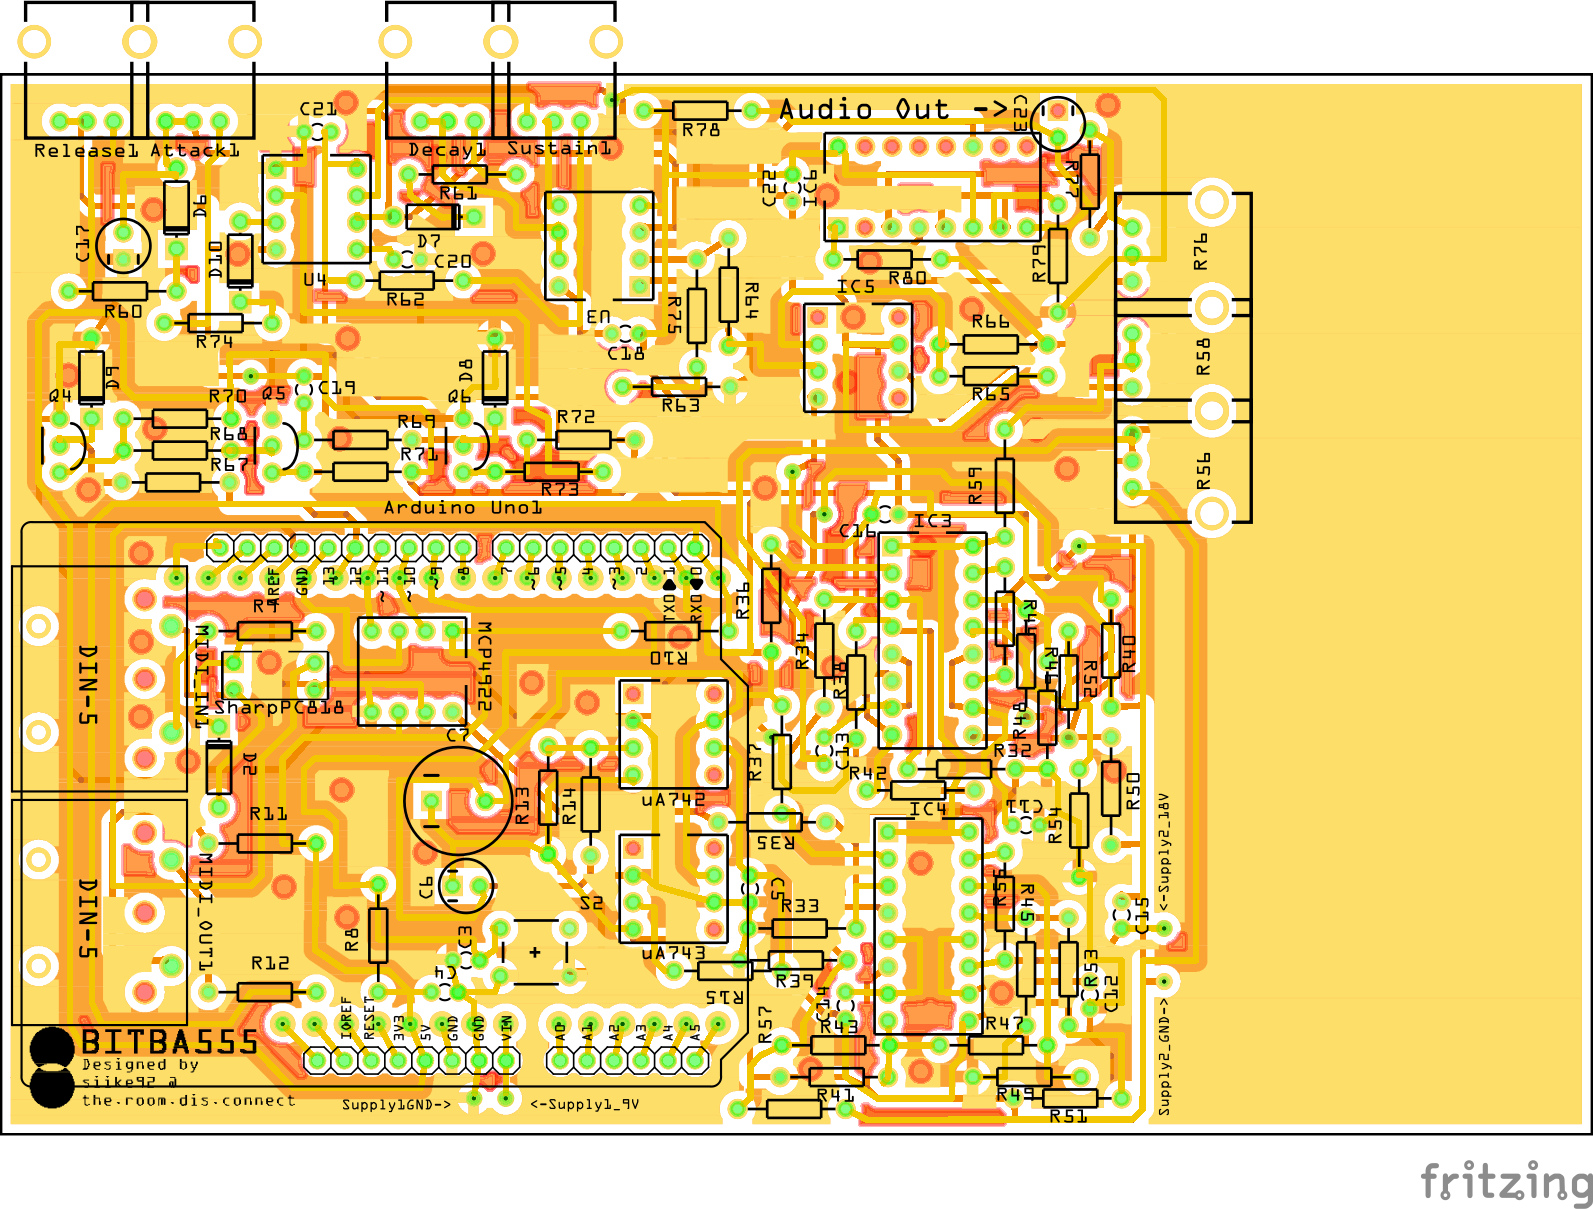 C21
Release1
Attack1
Decay1
Sustain1
R78
Audio Out ->
C23
R77
C22
IC6
R61
D6
D7
D10
C17
C20
U4
R62
R60
R74
U3
C18
R75
R64
R63
R80
R79
IC5
R66
R65
R76
R58
R56
D9
Q4
R70
Q5
C19
R68
R67
D8
Q6
R69
R71
R72
R73
R59
Arduino Uno1
C16
IC3
AREF
GND
13
12
~11
~10
~9
8
7
~6
~5
4
~3
2
TX0 1
RX0 0
R36
R9
R10
R34
R38
R44
R46
R52
R40
DIN-5
MIDI_IN1
SharpPC818
MCP4922
D2
C7
R13
R14
uA742
R37
C13
R42
R32
R48
IC4
C11
R54
R50
R35
R11
DIN-5
MIDI_OUT1
C6
S2
C5
R33
R55
R45
C15
<-Supply2_18V
R8
C3
C4
+
uA743
R15
R39
R53
C12
R12
C14
R57
R43
R47
IOREF
RESET
3V3
5V
GND
GND
VIN
A0
A1
A2
A3
A4
A5
Supply2_GND->
BITBASSS
Designed by
siike92 @
the.room.dis.connect
Supply1GND->
<-Supply1_9V
R41
R49
R51
fritzing